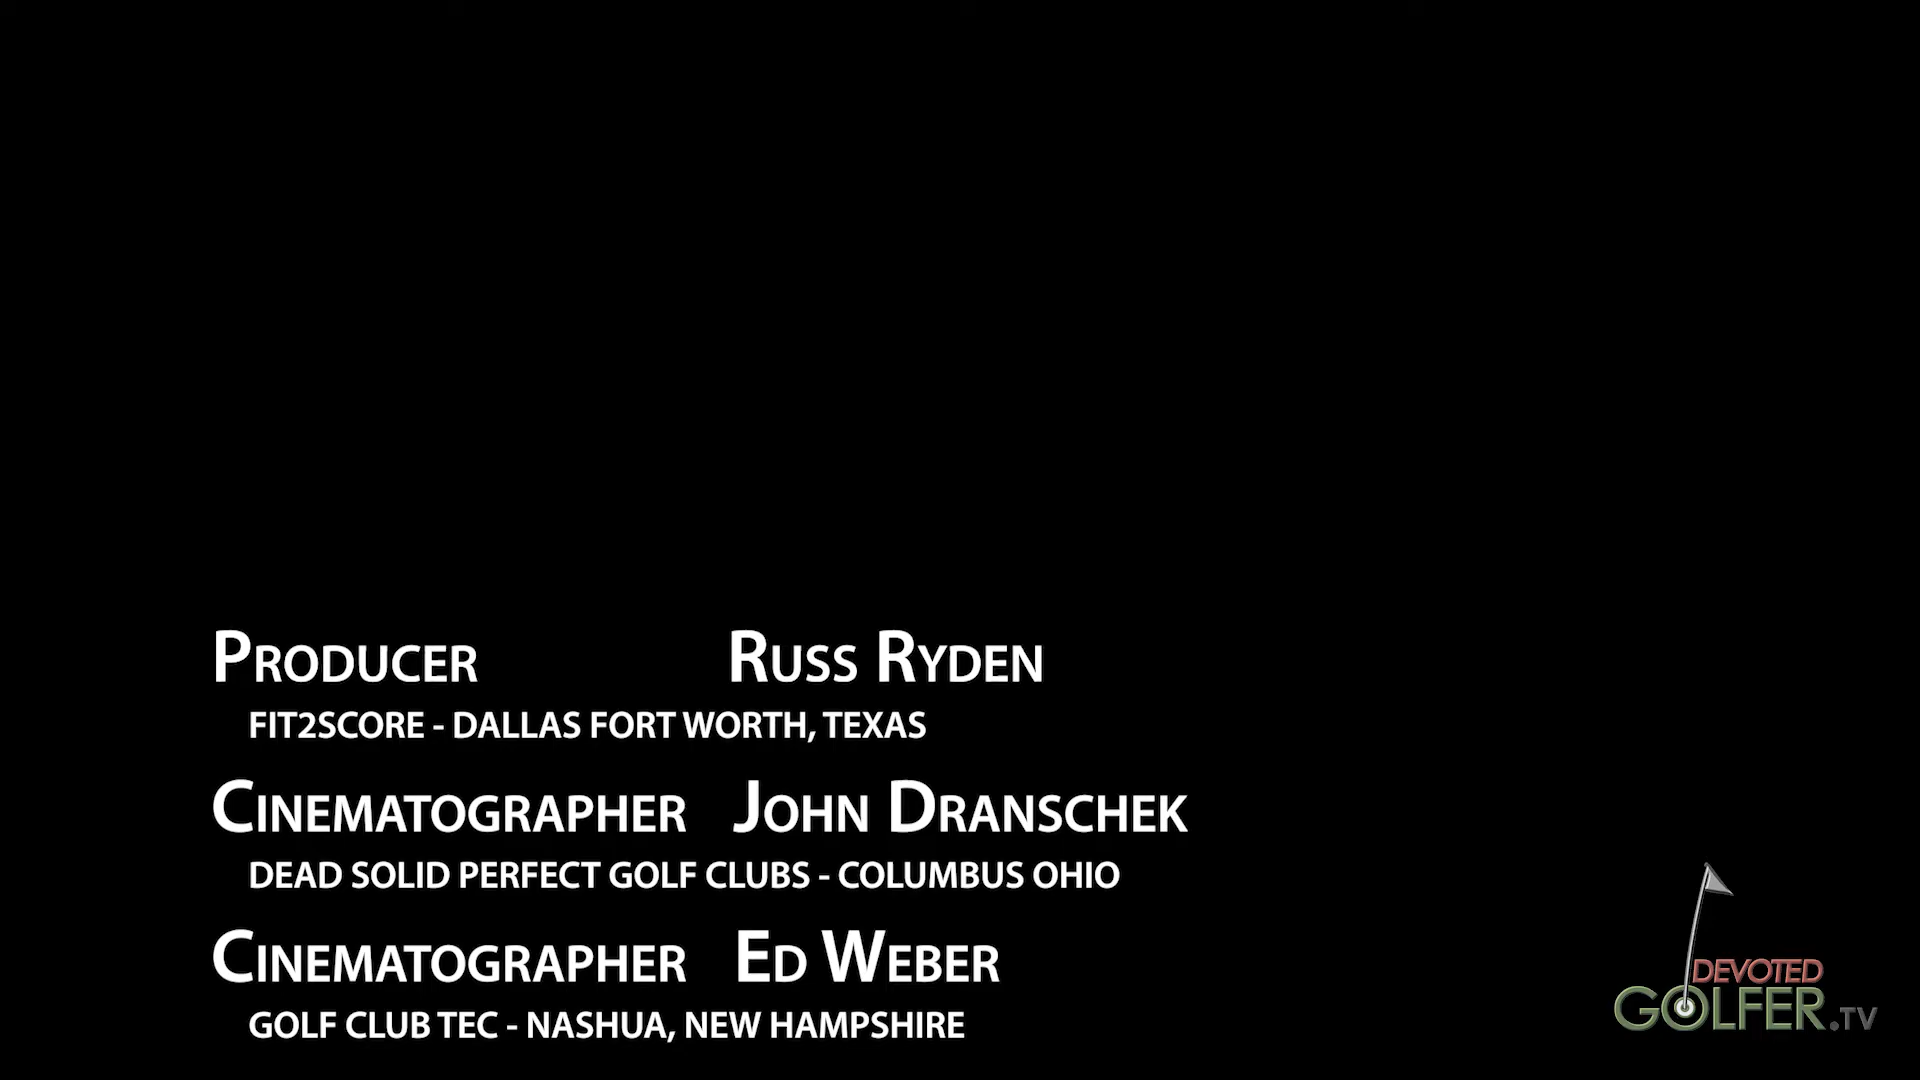 Producer Russ Ryden
FIT2SCORE - DALLAS FORT WORTH, TEXAS
Cinematographer John Dranschek
DEAD SOLID PERFECT GOLF CLUBS - COLUMBUS OHIO
Cinematographer Ed Weber
GOLF CLUB TEC - NASHUA, NEW HAMPSHIRE
DEVOTED
GOLFER.TV